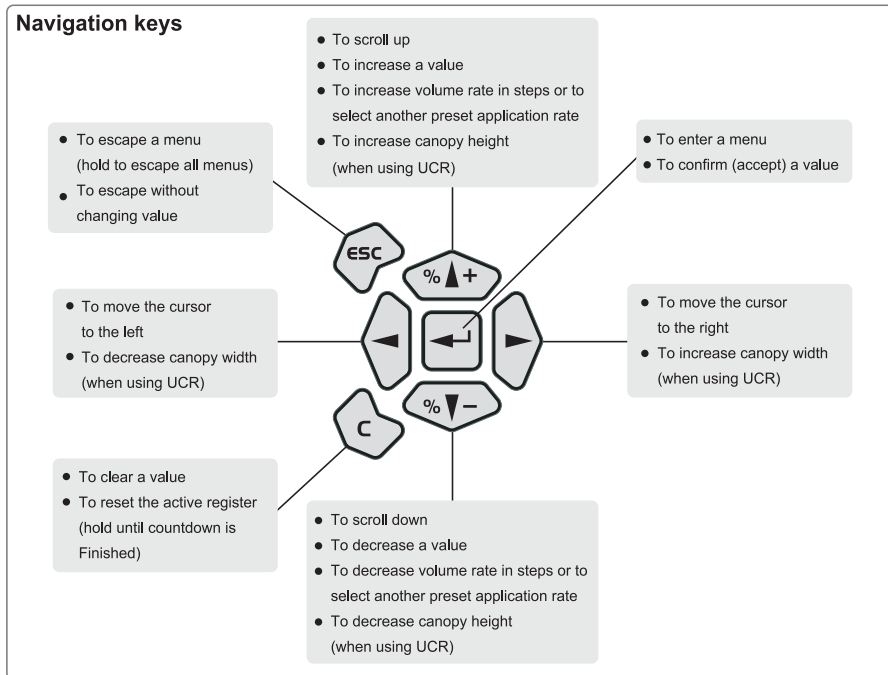 Navigation keys
• To scroll up
• To increase a value
• To increase volume rate in steps or to
select another preset application rate
• To increase canopy height
(when using UCR)
• To escape a menu
(hold to escape all menus)
• To escape without
changing value
• To enter a menu
• To confirm (accept) a value
ESC
% +
• To move the cursor
to the left
• To decrease canopy width
(when using UCR)
• To move the cursor
to the right
• To increase canopy width
(when using UCR)
% −
C
• To clear a value
• To reset the active register
(hold until countdown is
Finished)
• To scroll down
• To decrease a value
• To decrease volume rate in steps or to
select another preset application rate
• To decrease canopy height
(when using UCR)